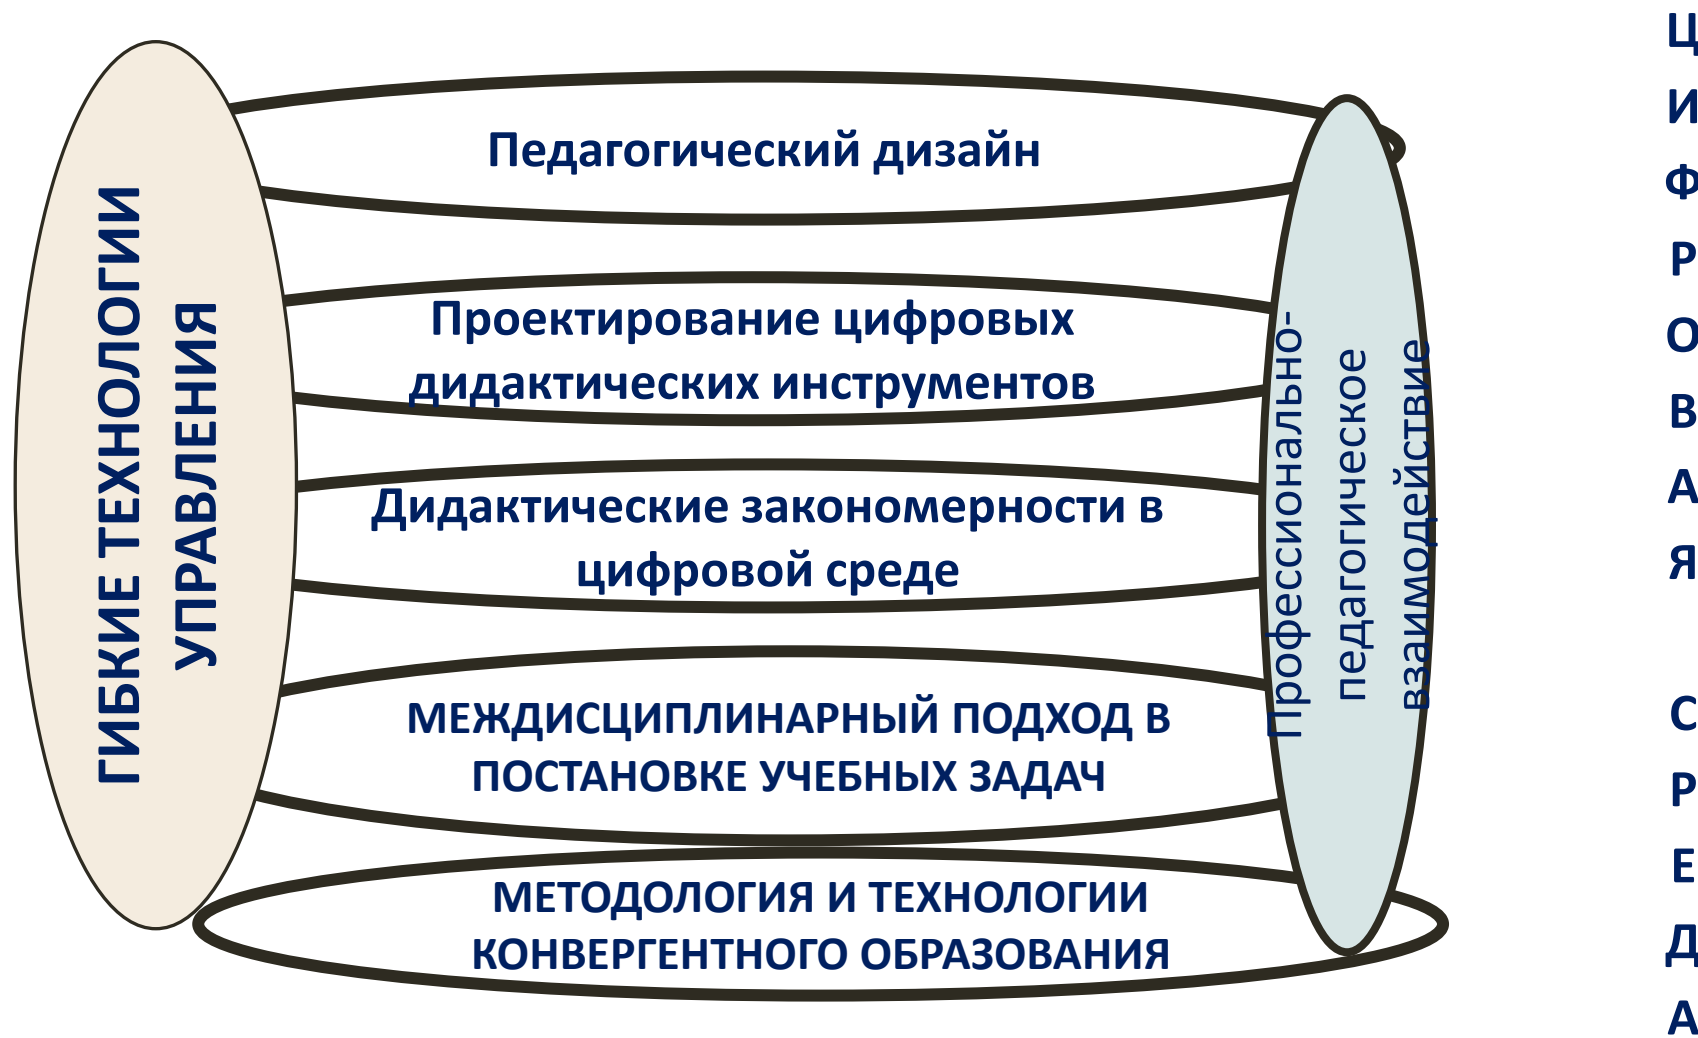 ГИБКИЕ ТЕХНОЛОГИИ
УПРАВЛЕНИЯ
Педагогический дизайн
Проектирование цифровых
дидактических инструментов
Дидактические закономерности в
цифровой среде
МЕЖДИСЦИПЛИНАРНЫЙ ПОДХОД В
ПОСТАНОВКЕ УЧЕБНЫХ ЗАДАЧ
МЕТОДОЛОГИЯ И ТЕХНОЛОГИИ
КОНВЕРГЕНТНОГО ОБРАЗОВАНИЯ
Профессионально-
педагогическое
взаимодействие
Ц
И
Ф
Р
О
В
А
Я
С
Р
Е
Д
А